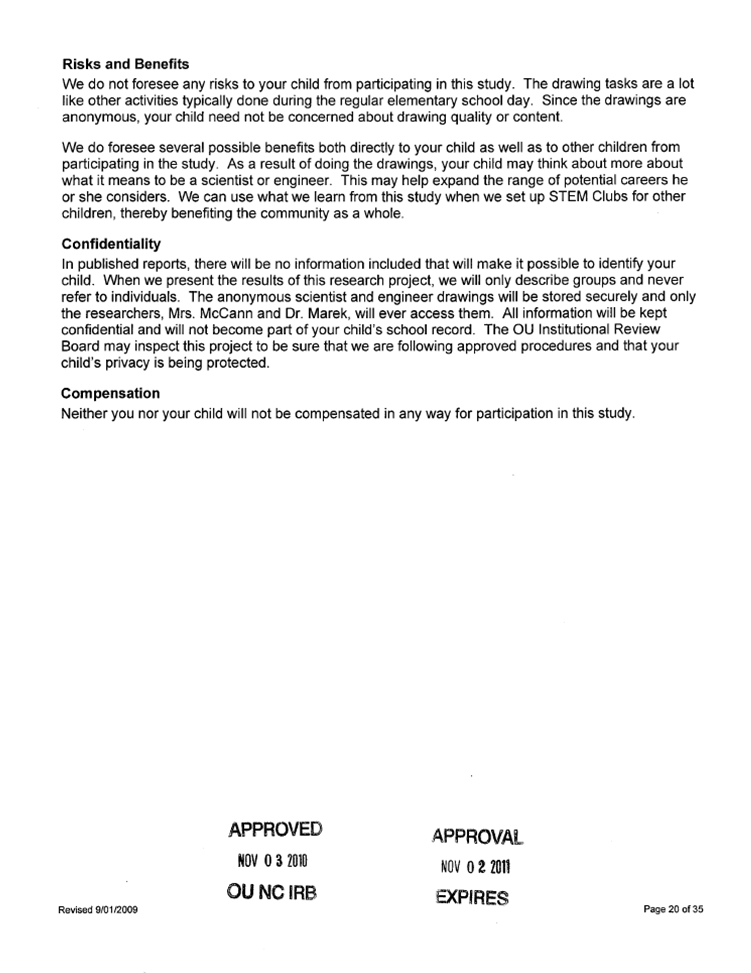 Risks and Benefits
We do not foresee any risks to your child from participating in this study. The drawing tasks are a lot
like other activities typically done during the regular elementary school day. Since the drawings are
anonymous, your child need not be concerned about drawing quality or content.
We do foresee several possible benefits both directly to your child as well as to other children from
participating in the study. As a result of doing the drawings, your child may think about more about
what it means to be a scientist or engineer. This may help expand the range of potential careers he
or she considers. We can use what we learn from this study when we set up STEM Clubs for other
children, thereby benefiting the community as a whole.
Confidentiality
In published reports, there will be no information included that will make it possible to identify your
child. When we present the results of this research project, we will only describe groups and never
refer to individuals. The anonymous scientist and engineer drawings will be stored securely and only
the researchers, Mrs. McCann and Dr. Marek, will ever access them. All information will be kept
confidential and will not become part of your child's school record. The OU Institutional Review
Board may inspect this project to be sure that we are following approved procedures and that your
child's privacy is being protected.
Compensation
Neither you nor your child will not be compensated in any way for participation in this study.
APPROVED
NOV 03 2010
OU NC IRB
APPROVAL
NOV 02 2011
EXPIRES
Revised 9/01/2009
Page 20 of 35